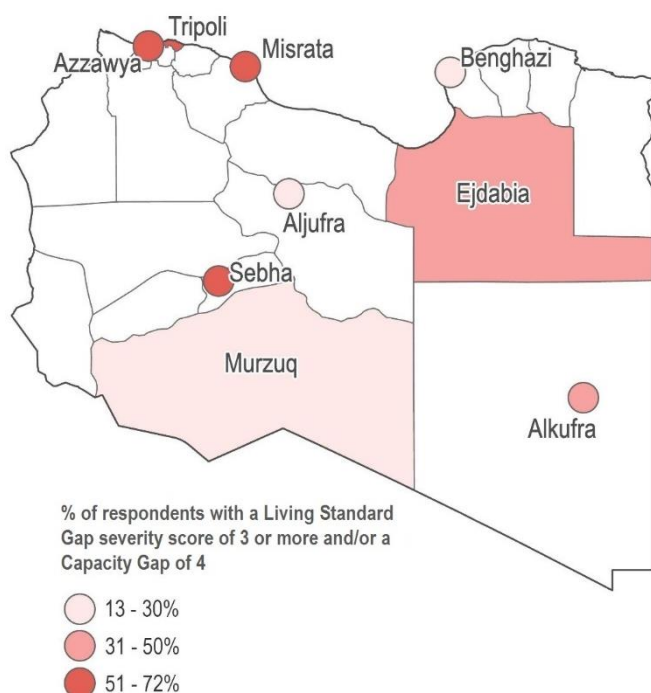 Tripoli
Misrata
Azzawya
Benghazi
Ejdabia
Aljufra
Sebha
Murzuq
Alkufra
% of respondents with a Living Standard
Gap severity score of 3 or more and/or a
Capacity Gap of 4
13 - 30%
31 - 50%
51 - 72%